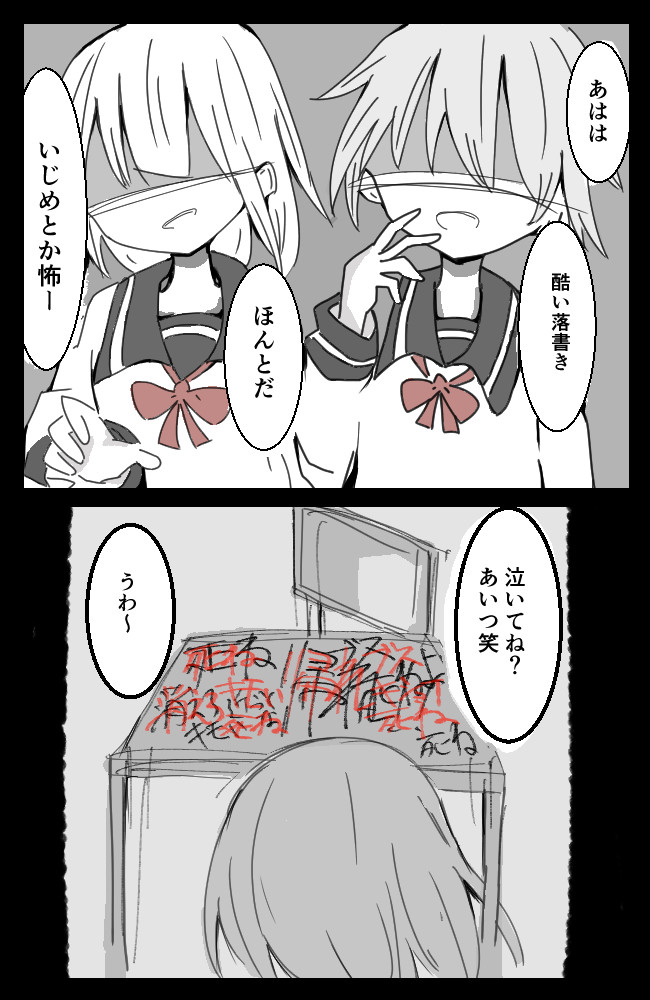 あはは
酷い落書き
ほんとだ
いじめとか怖ー
泣いてね？
あいつ笑
うわ〜
死ね
消えろ
キモ
死ね